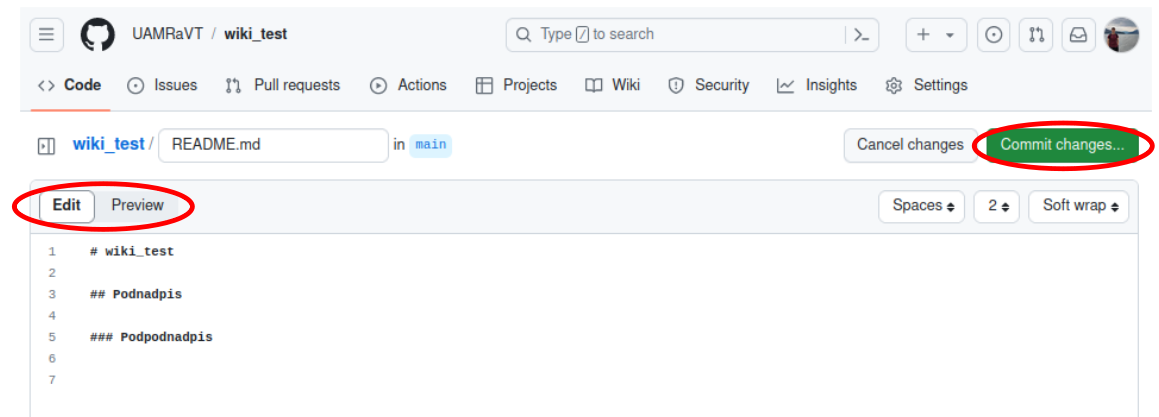 UAMRaVT / wiki_test Type / to search
Code Issues Pull requests Actions Projects Wiki Security Insights Settings
wiki_test / README.md in main Cancel changes Commit changes...
Edit Preview Spaces 2 Soft wrap
1 # wiki_test
2
3 ## Podnadpis
4
5 ### Podpodnadpis
6
7